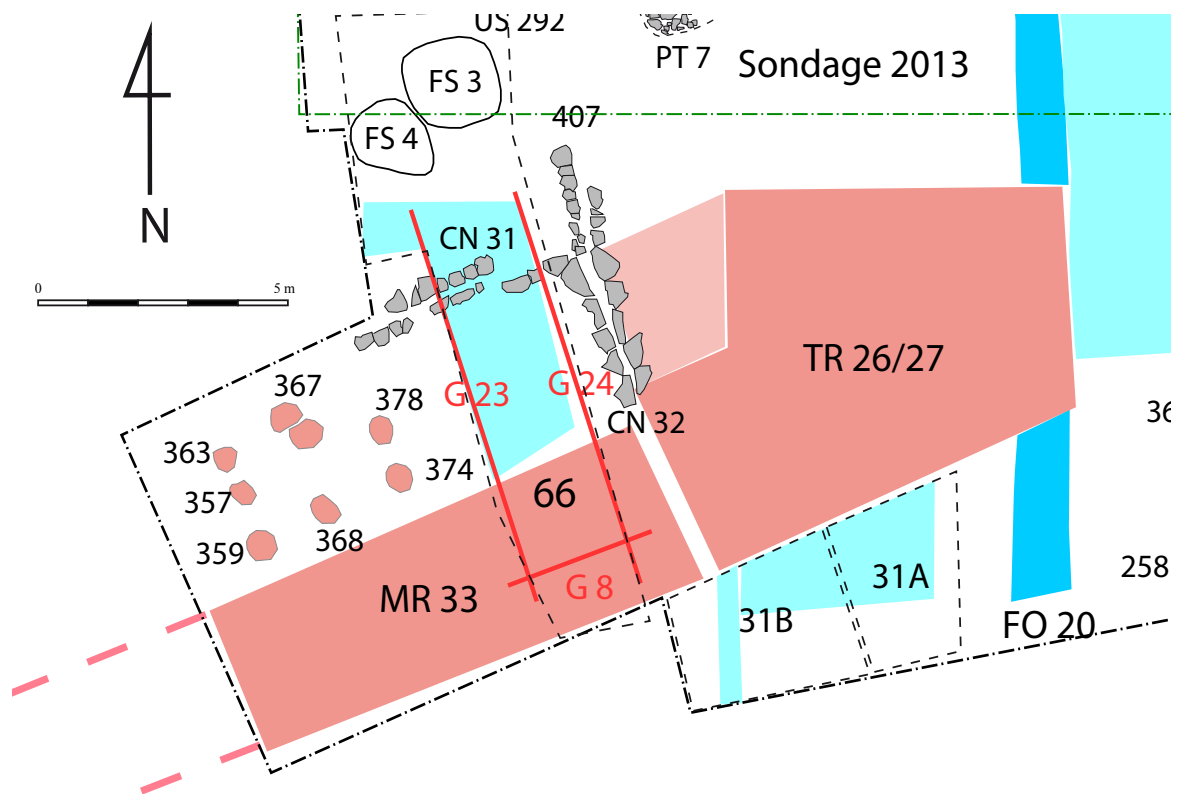 US 292
PT 7
Sondage 2013
FS 3
FS 4
407
N
CN 31
0
5 m
TR 26/27
G 23
G 24
367
378
CN 32
36
363
374
66
357
368
359
MR 33
G 8
31A
258
31B
FO 20